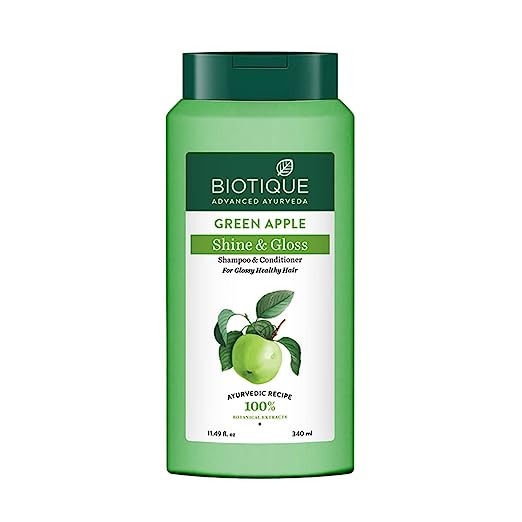 BIOTIQUE
ADVANCED AYURVEDA
GREEN APPLE
Shine & Gloss
Shampoo & Conditioner
For Glossy Healthy Hair
AYURVEDIC RECIPE
100%
BOTANICAL EXTRACTS
11.49 fl. oz 340 ml